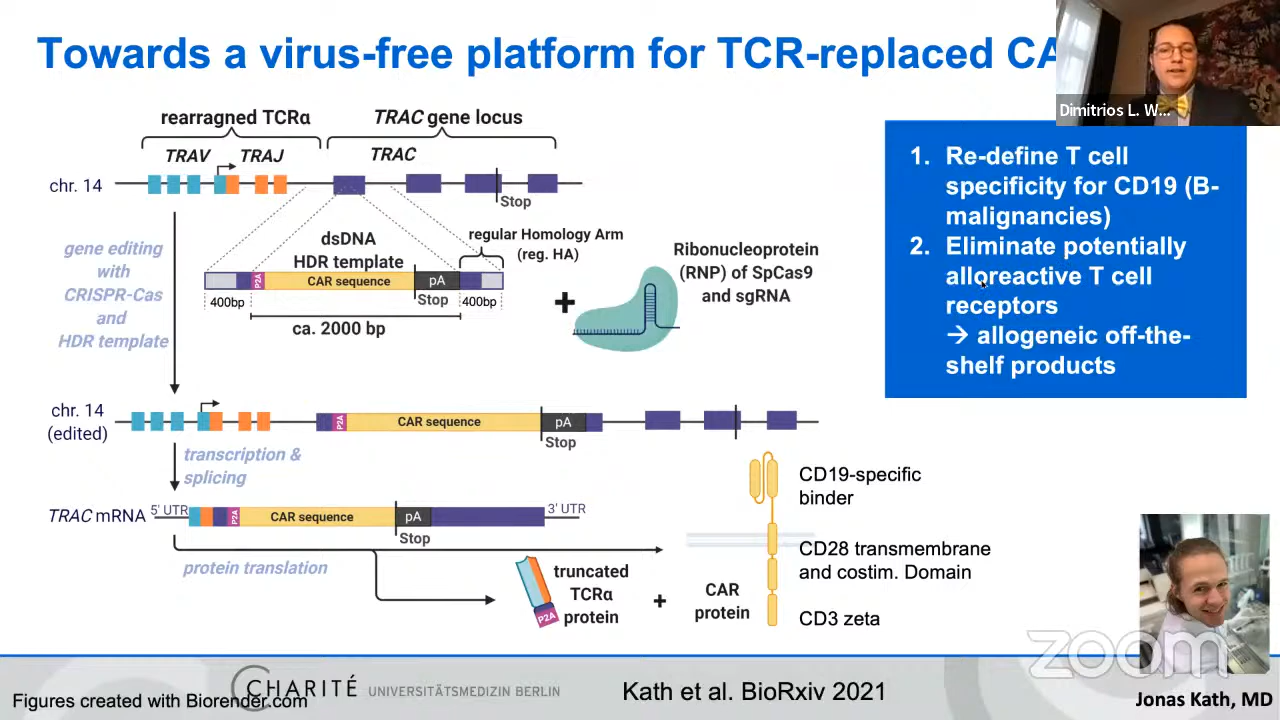 Towards a virus-free platform for TCR-replaced CA
Dimitrios L. W...
rearragned TCRα
TRAC gene locus
TRAV
TRAJ
TRAC
chr. 14
Stop
gene editing
with
CRISPR-Cas
and
HDR template
dsDNA
HDR template
regular Homology Arm
(reg. HA)
P2A
CAR sequence
pA
Stop
400bp
400bp
ca. 2000 bp
+
Ribonucleoprotein
(RNP) of SpCas9
and sgRNA
1. Re-define T cell
specificity for CD19 (B-
malignancies)
2. Eliminate potentially
alloreactive T cell
receptors
→ allogeneic off-the-
shelf products
chr. 14
(edited)
P2A
CAR sequence
pA
Stop
transcription &
splicing
TRAC mRNA
5' UTR
P2A
CAR sequence
pA
3' UTR
Stop
protein translation
truncated
TCRα
protein
P2A
+
CAR
protein
CD19-specific
binder
CD28 transmembrane
and costim. Domain
CD3 zeta
zoom
CHARITÉ UNIVERSITÄTSMEDIZIN BERLIN
Figures created with Biorender.com
Kath et al. BioRxiv 2021
Jonas Kath, MD